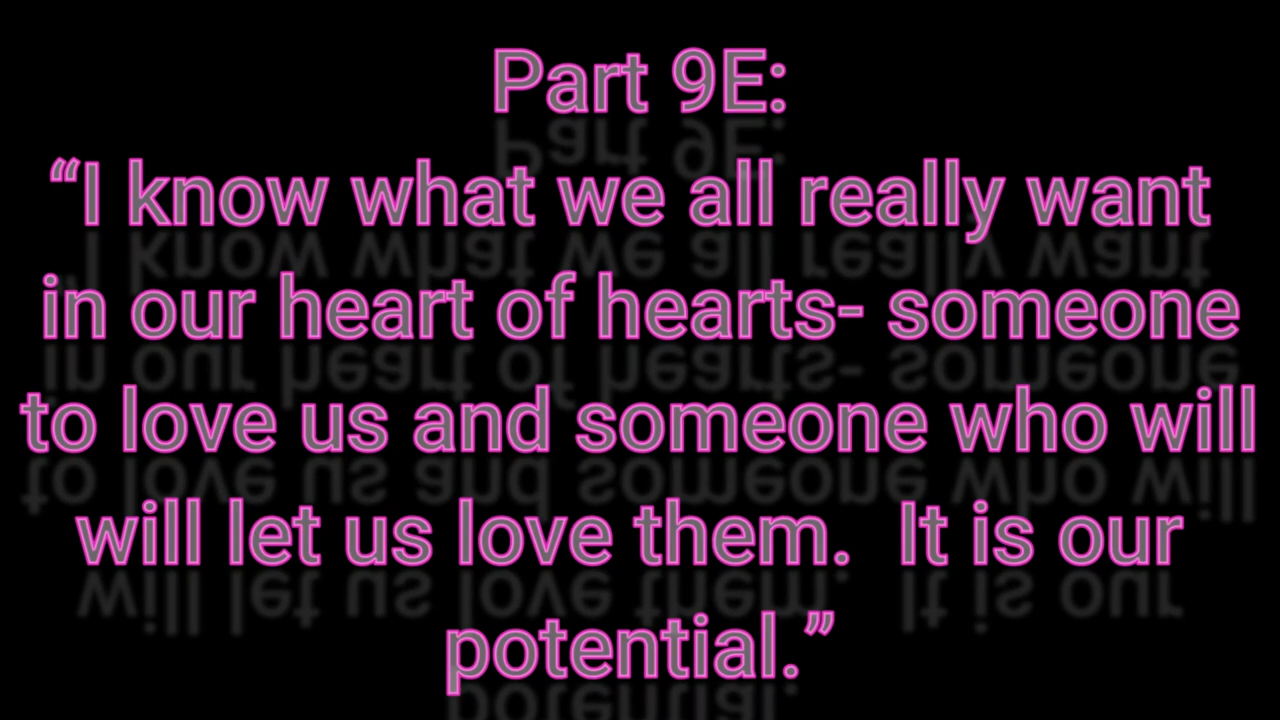 Part 9E:
“I know what we all really want
in our heart of hearts- someone
to love us and someone who will
will let us love them.  It is our
potential.”